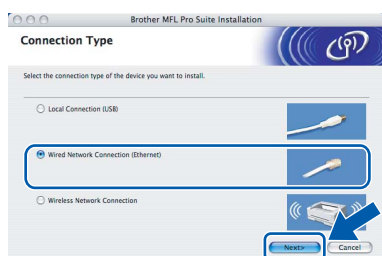 Brother MFL Pro Suite Installation
Connection Type
Select the connection type of the device you want to install.
Local Connection (USB)
Wired Network Connection (Ethernet)
Wireless Network Connection
Next> Cancel